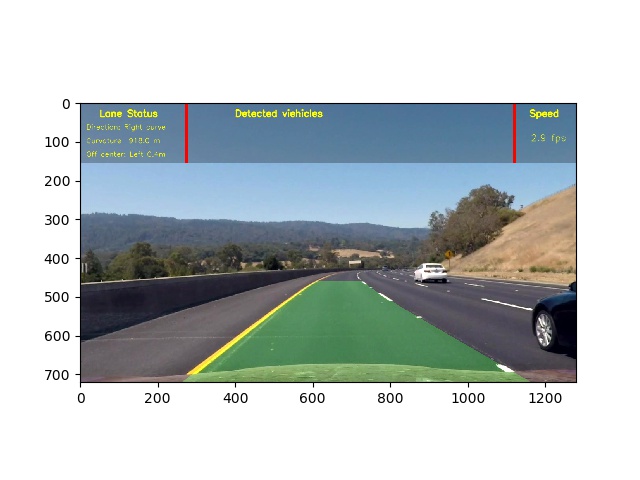 0
Lane Status Detected viehicles Speed
Direction: Right curve
100
2.9 fps
Curvature: 918.0 m
Off center: Left 0.4m
200
300
400
500
600
700
0 200 400 600 800 1000 1200